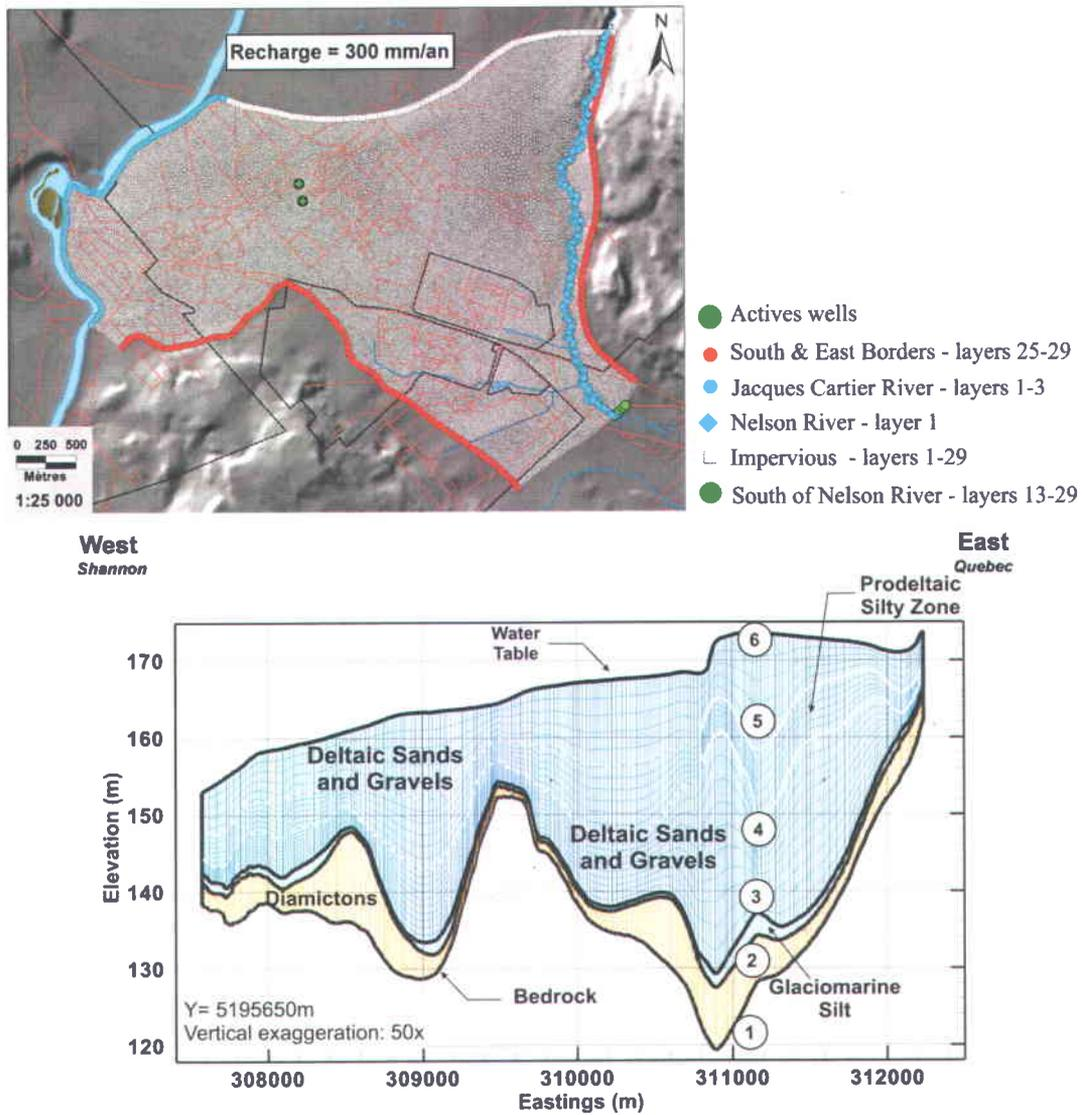 Recharge = 300 mm/an
N
0 250 500
Mètres
1:25 000
Actives wells
South & East Borders - layers 25-29
Jacques Cartier River - layers 1-3
Nelson River - layer 1
Impervious - layers 1-29
South of Nelson River - layers 13-29
West
Shannon
East
Quebec
Prodeltaic
Silty Zone
Water
Table
6
5
4
3
2
1
Deltaic Sands
and Gravels
Deltaic Sands
and Gravels
Diamictons
Bedrock
Glaciomarine
Silt
Y= 5195650m
Vertical exaggeration: 50x
Elevation (m)
170
160
150
140
130
120
308000 309000 310000 311000 312000
Eastings (m)